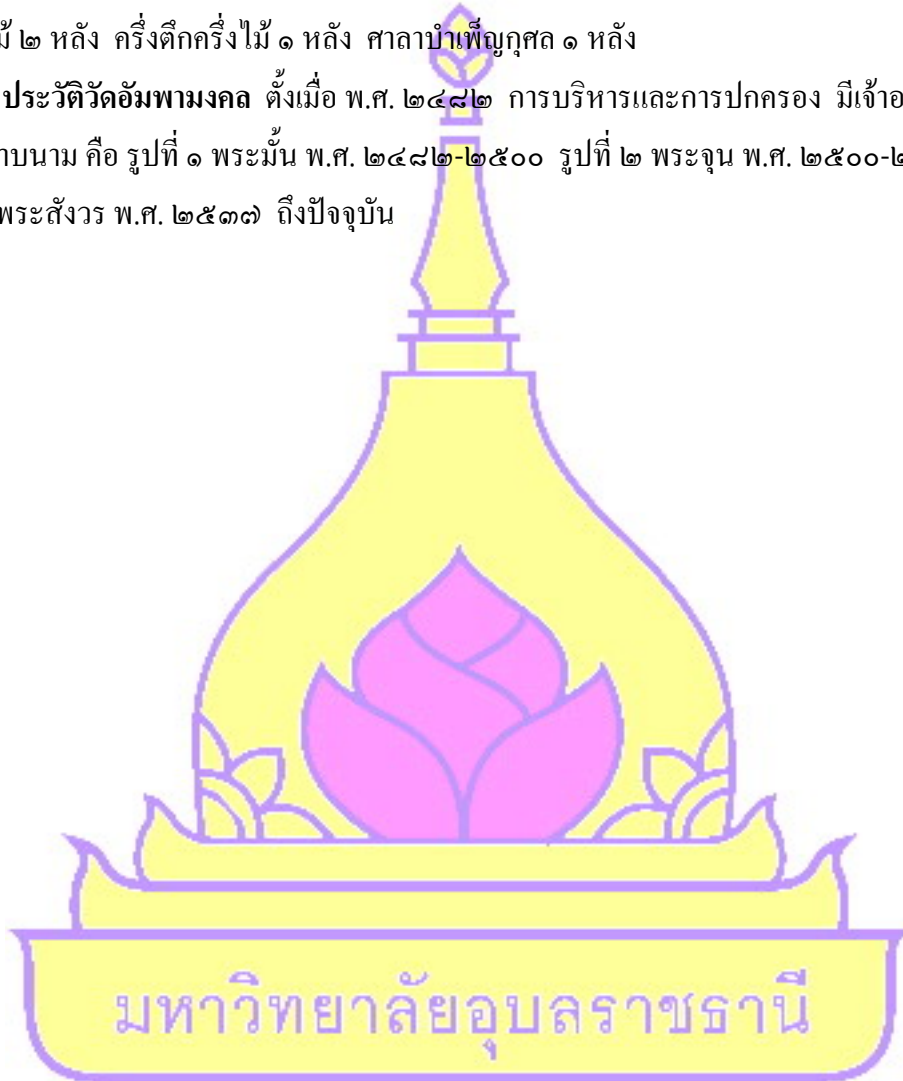 ม้ ๒ หลัง ครึ่งตึกครึ่งไม้ ๑ หลัง ศาลาบำเพ็ญกุศล ๑ หลัง
ประวัติวัดอัมพามงคล ตั้งเมื่อ พ.ศ. ๒๔๘๒ การบริหารและการปกครอง มีเจ้าอ
าบนาม คือ รูปที่ ๑ พระมั้น พ.ศ. ๒๔๘๒-๒๕๐๐ รูปที่ ๒ พระจุน พ.ศ. ๒๕๐๐-๒
พระสังวร พ.ศ. ๒๕๓๗ ถึงปัจจุบัน
มหาวิทยาลัยอุบลราชธานี